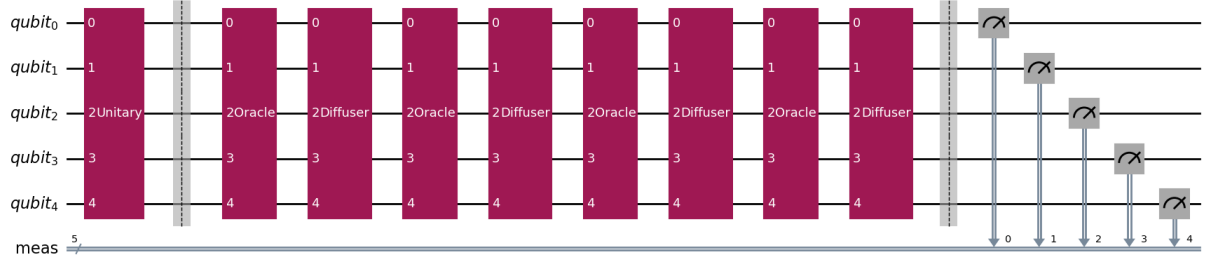 qubit0 0 0 0 0 0 0 0 0 0
qubit1 1 1 1 1 1 1 1 1 1
qubit2 2Unitary 2Oracle 2Diffuser 2Oracle 2Diffuser 2Oracle 2Diffuser 2Oracle 2Diffuser
qubit3 3 3 3 3 3 3 3 3 3
qubit4 4 4 4 4 4 4 4 4 4
meas 5 0 1 2 3 4